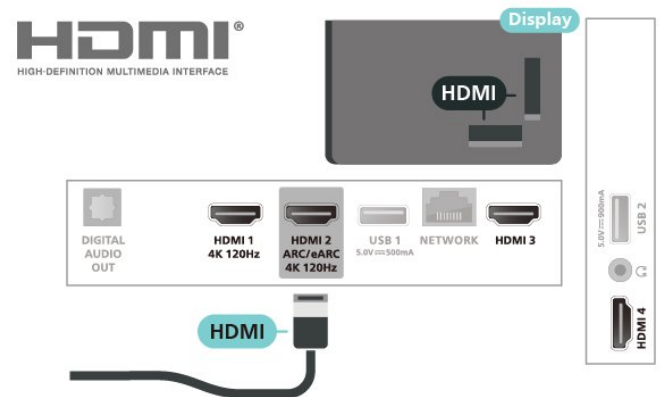 HDMI®
HIGH-DEFINITION MULTIMEDIA INTERFACE
Display
HDMI
DIGITAL
AUDIO
OUT
HDMI 1
4K 120Hz
HDMI 2
ARC/eARC
4K 120Hz
USB 1
5.0V⎓500mA
NETWORK
HDMI 3
5.0V⎓900mA
USB 2
HDMI 4
HDMI